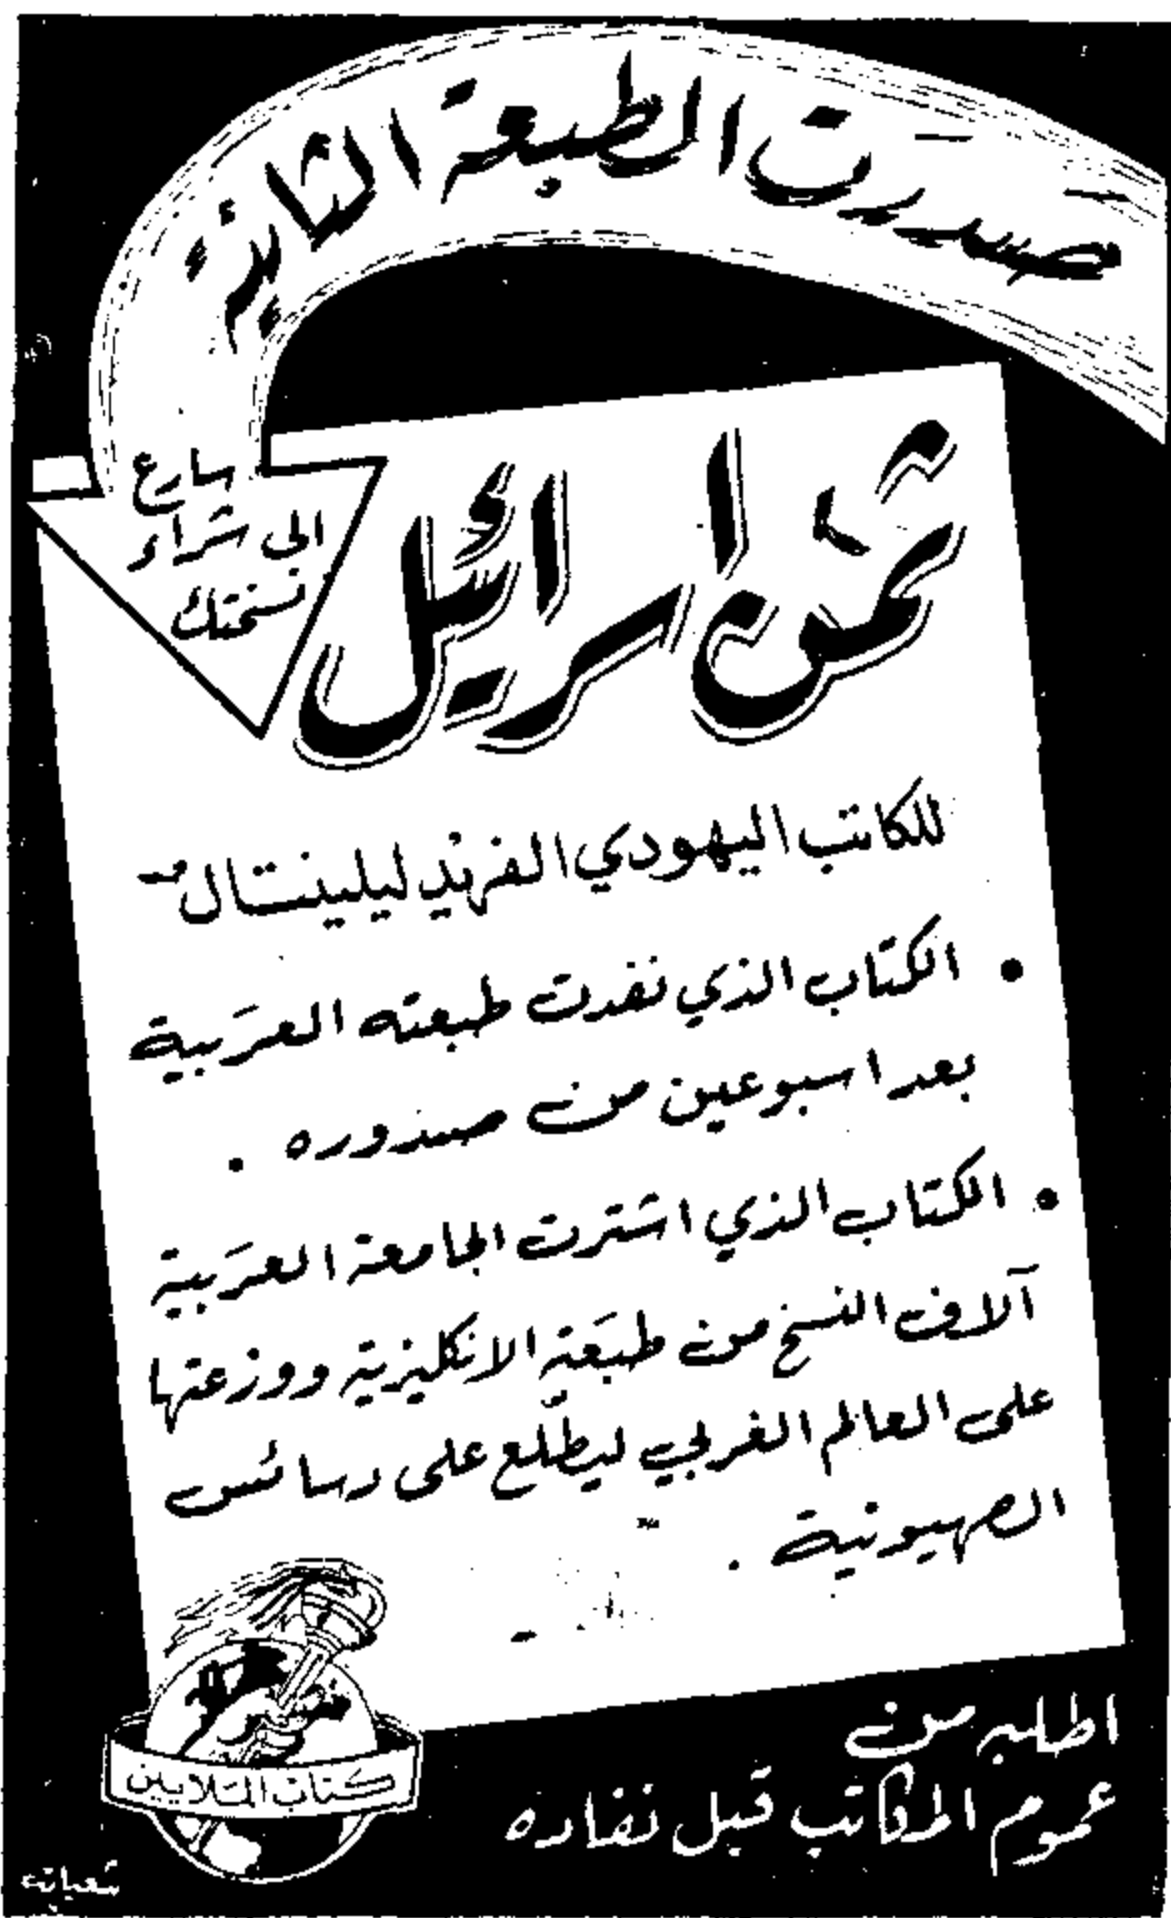 صدرت الطبعة الثانية
سارع
الى شراء
نسختك
ثمن اسرائيل
للكاتب اليهودي الفريد ليلينتال
• الكتاب الذي نفدت طبعته العربية
بعد اسبوعين من صدوره .
• الكتاب الذي اشترت الجامعة العربية
آلاف النسخ من طبعته الانكليزية ووزعتها
على العالم الغربي ليطلع على دسائس
الصهيونية .
كتاب الملايين
اطلبه من
عموم المكاتب قبل نفاده